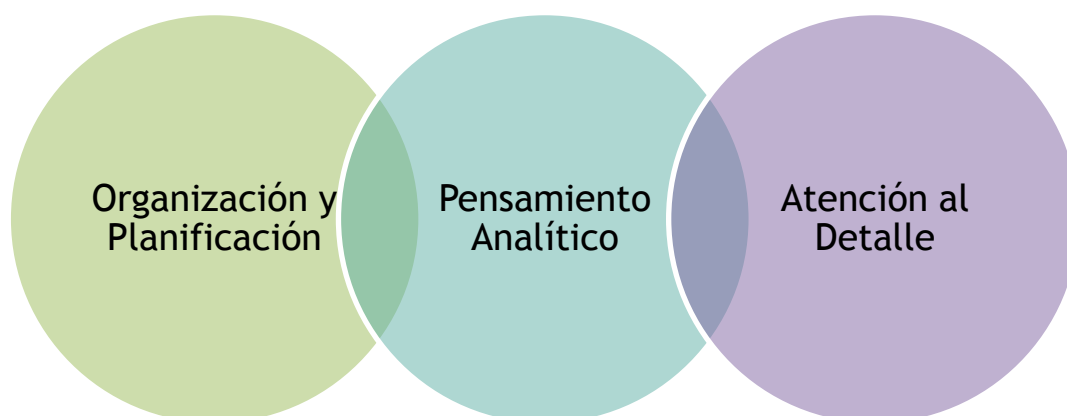 Organización y
Planificación
Pensamiento
Analítico
Atención al
Detalle